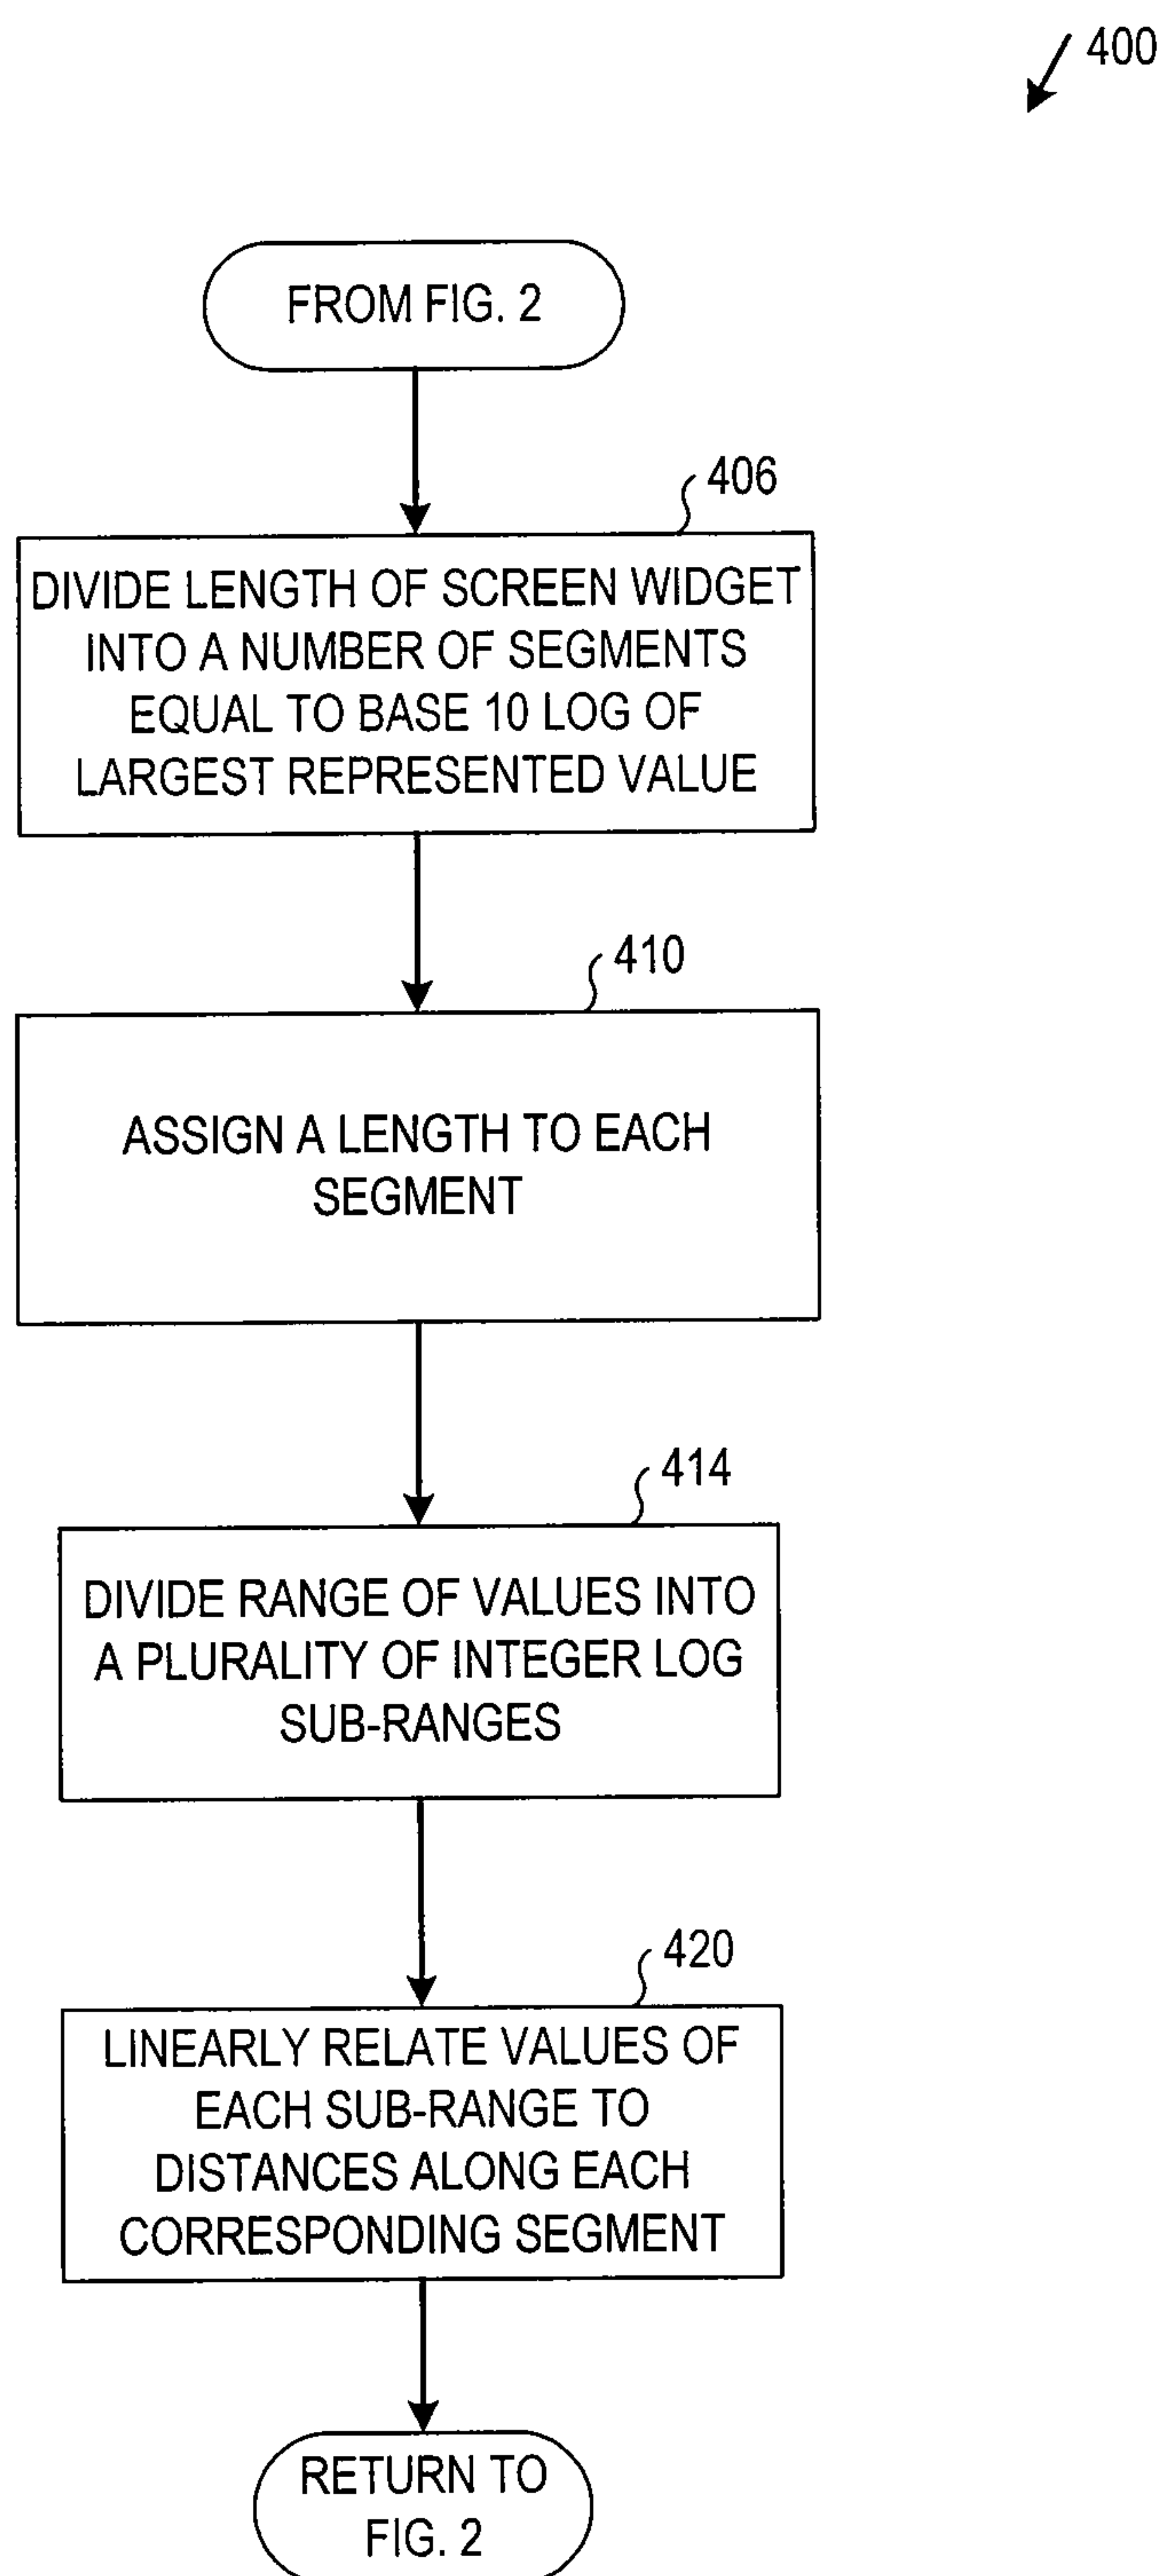 400
FROM FIG. 2
406
DIVIDE LENGTH OF SCREEN WIDGET
INTO A NUMBER OF SEGMENTS
EQUAL TO BASE 10 LOG OF
LARGEST REPRESENTED VALUE
410
ASSIGN A LENGTH TO EACH
SEGMENT
414
DIVIDE RANGE OF VALUES INTO
A PLURALITY OF INTEGER LOG
SUB-RANGES
420
LINEARLY RELATE VALUES OF
EACH SUB-RANGE TO
DISTANCES ALONG EACH
CORRESPONDING SEGMENT
RETURN TO
FIG. 2